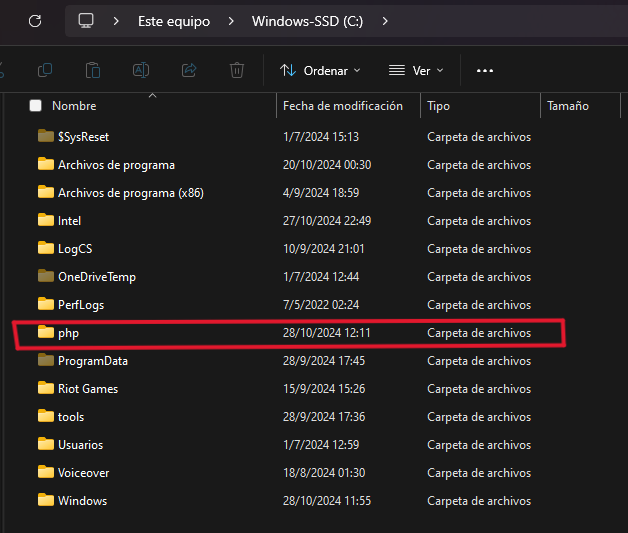 Este equipo > Windows-SSD (C:) >
Ordenar Ver ...
Nombre Fecha de modificación Tipo Tamaño
$SysReset 1/7/2024 15:13 Carpeta de archivos
Archivos de programa 20/10/2024 00:30 Carpeta de archivos
Archivos de programa (x86) 4/9/2024 18:59 Carpeta de archivos
Intel 27/10/2024 22:49 Carpeta de archivos
LogCS 10/9/2024 21:01 Carpeta de archivos
OneDriveTemp 1/7/2024 12:44 Carpeta de archivos
PerfLogs 7/5/2022 02:24 Carpeta de archivos
php 28/10/2024 12:11 Carpeta de archivos
ProgramData 28/9/2024 17:45 Carpeta de archivos
Riot Games 15/9/2024 15:26 Carpeta de archivos
tools 28/9/2024 17:36 Carpeta de archivos
Usuarios 1/7/2024 12:59 Carpeta de archivos
Voiceover 18/8/2024 01:30 Carpeta de archivos
Windows 28/10/2024 11:55 Carpeta de archivos